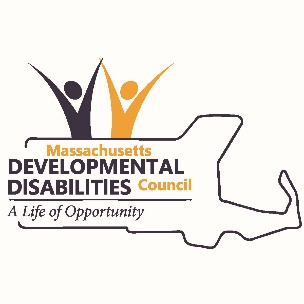 Massachusetts
DEVELOPMENTAL
DISABILITIES Council
A Life of Opportunity